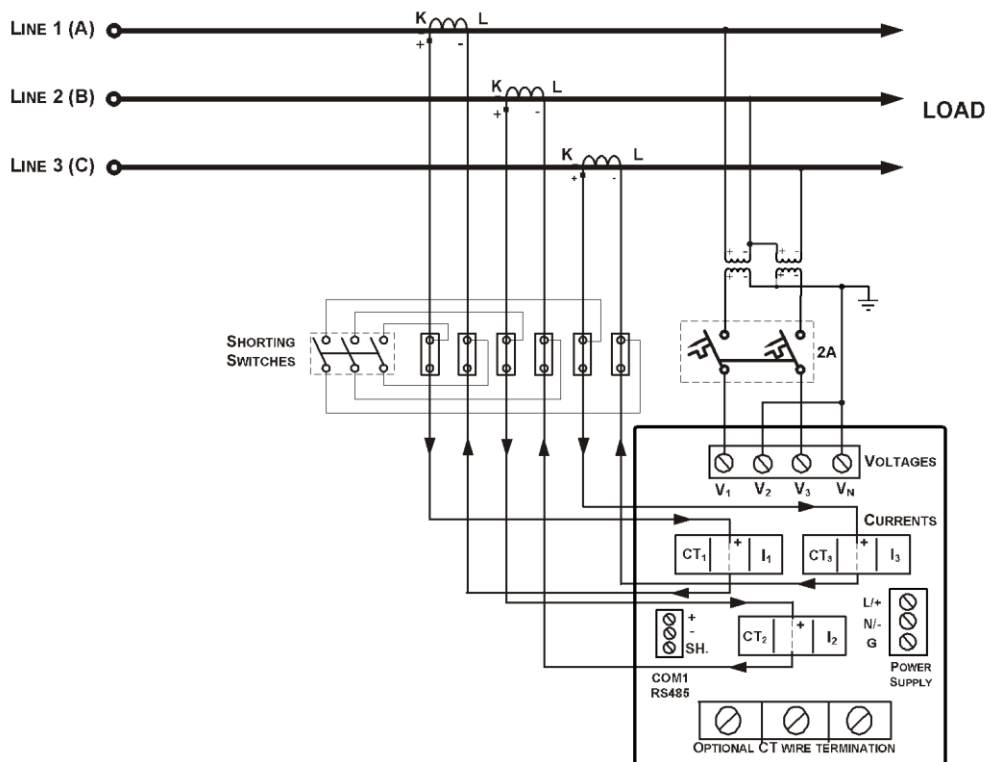 K L
LINE 1 (A)
+ -
K L
LINE 2 (B)
+ -
LOAD
K L
LINE 3 (C)
+ -
+ - + -
+ - + -
SHORTING
SWITCHES
2A
VOLTAGES
V1 V2 V3 VN
CURRENTS
CT1 + I1
CT3 + I3
L/+
N/-
G
POWER
SUPPLY
+
-
SH.
COM1
RS485
CT2 + I2
OPTIONAL CT WIRE TERMINATION